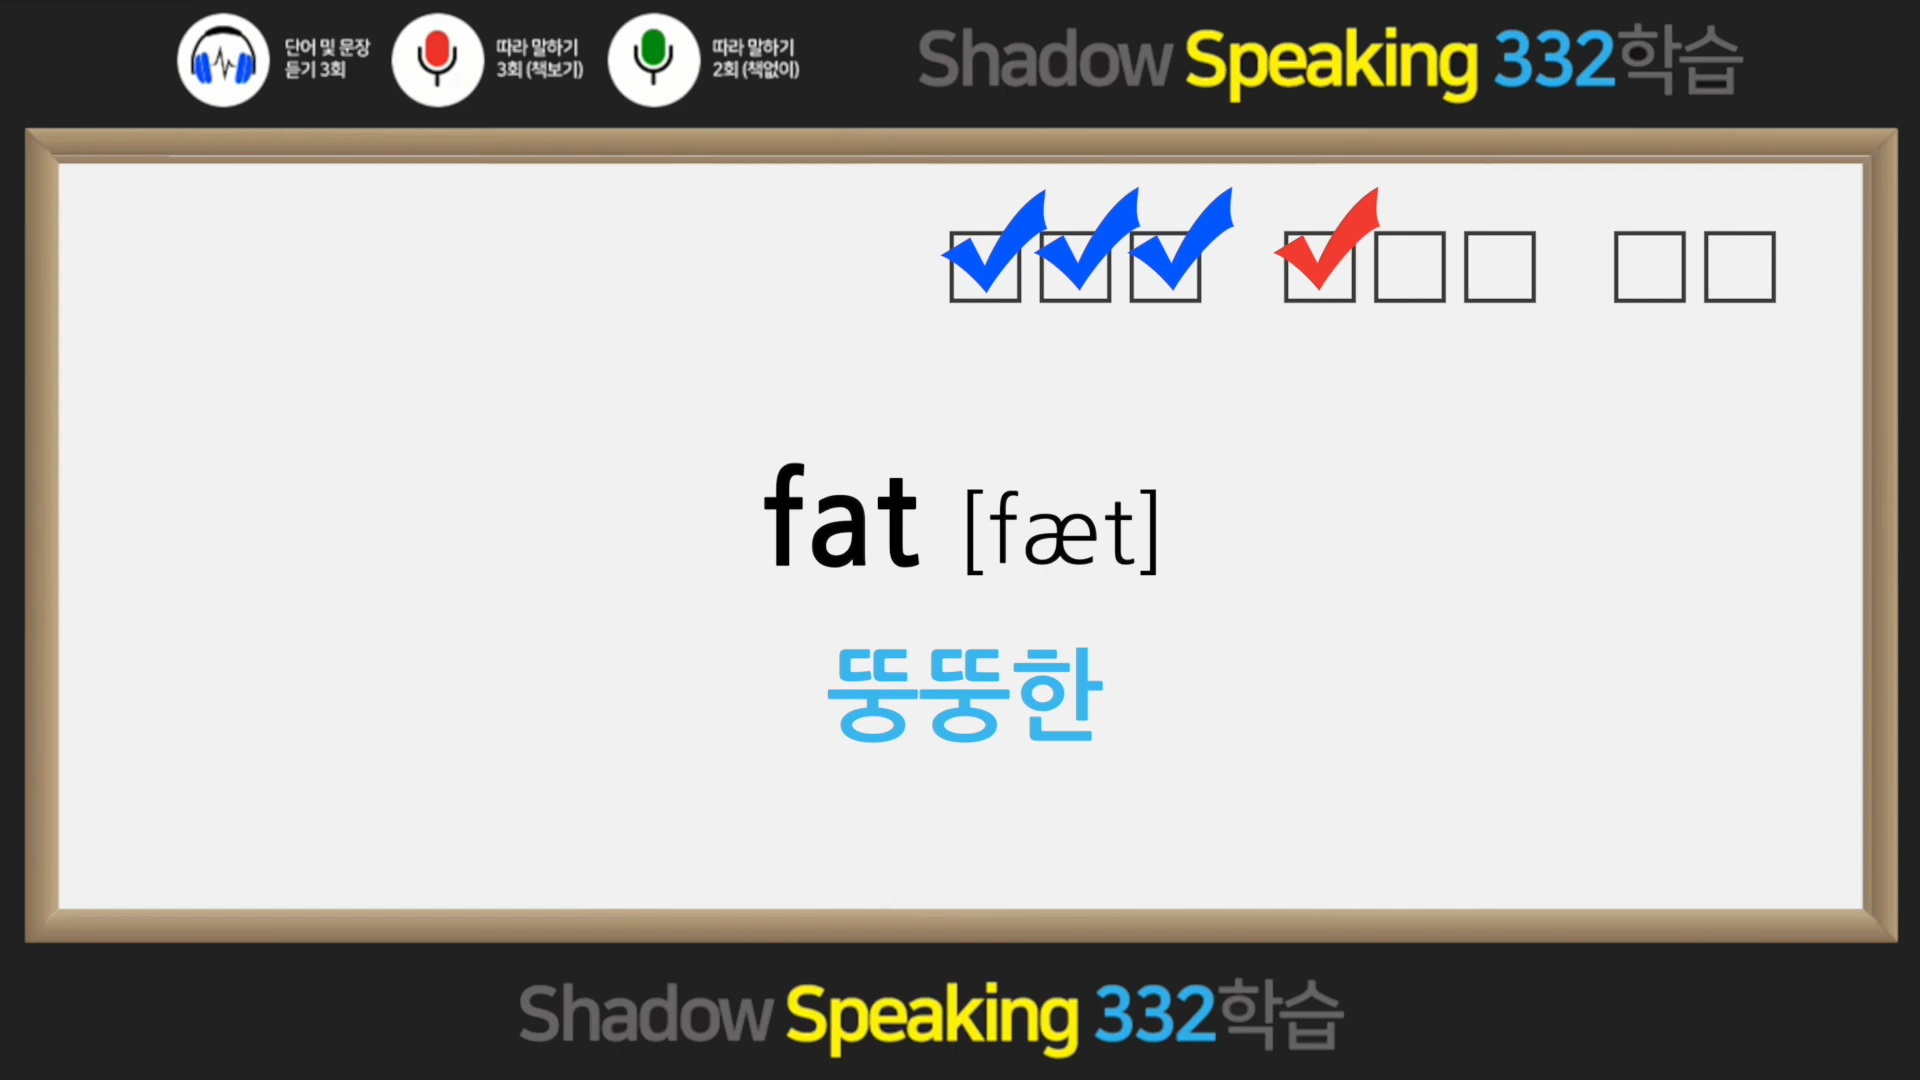 단어 및 문장
듣기 3회
따라 말하기
3회 (책보기)
따라 말하기
2회 (책없이)
Shadow Speaking 332학습
fat [fæt]
뚱뚱한
Shadow Speaking 332학습